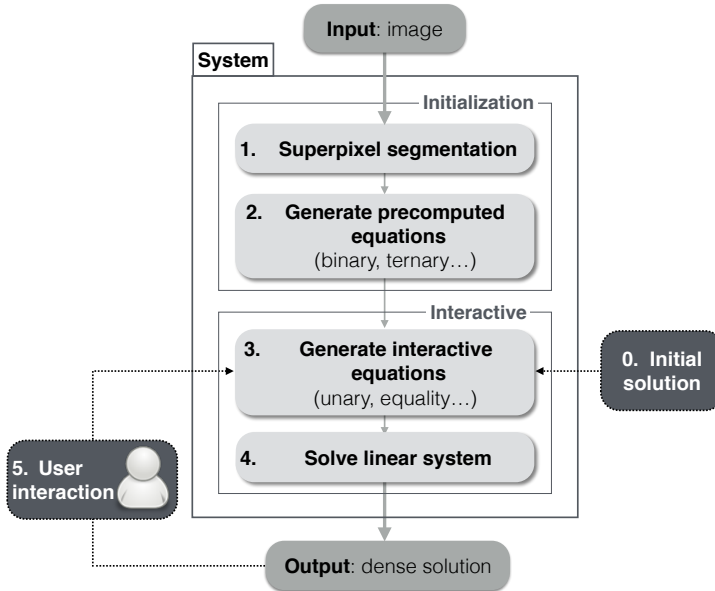 Input: image
System
Initialization
1. Superpixel segmentation
2. Generate precomputed
equations
(binary, ternary…)
Interactive
3. Generate interactive
equations
(unary, equality…)
0. Initial
solution
4. Solve linear system
5. User
interaction
Output: dense solution